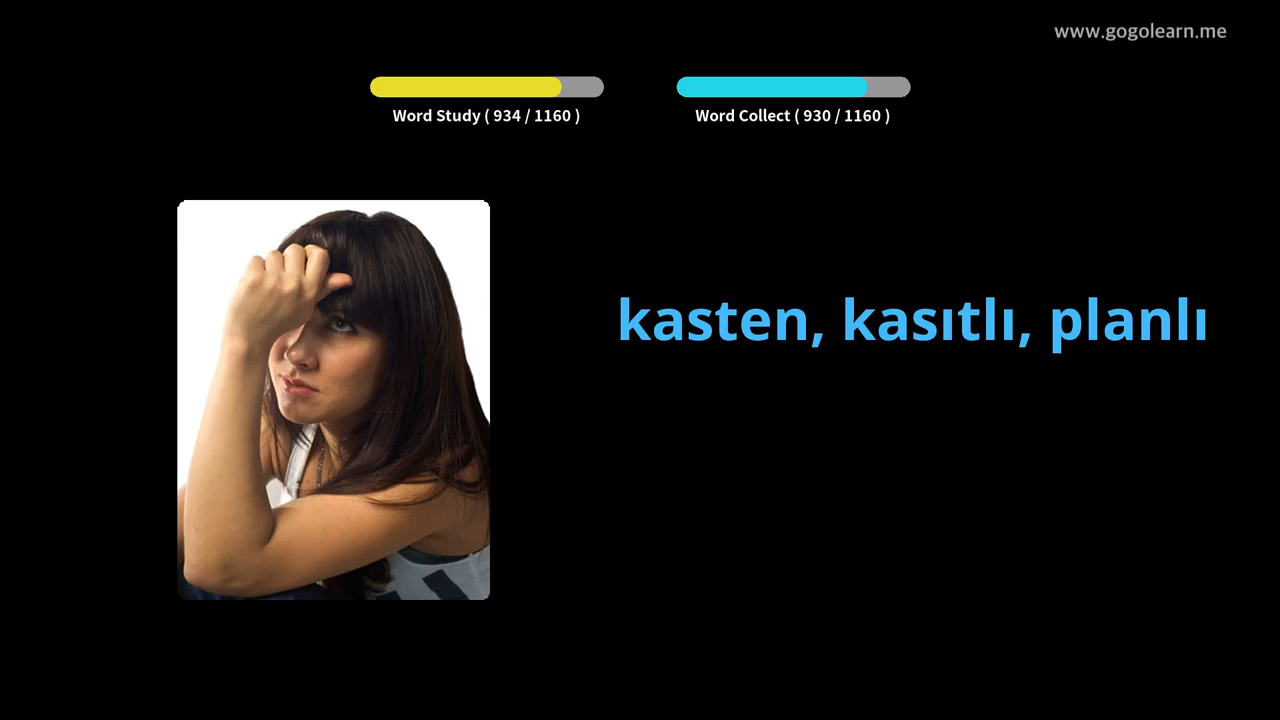 www.gogolearn.me
Word Study ( 934 / 1160 )
Word Collect ( 930 / 1160 )
kasten, kasıtlı, planlı